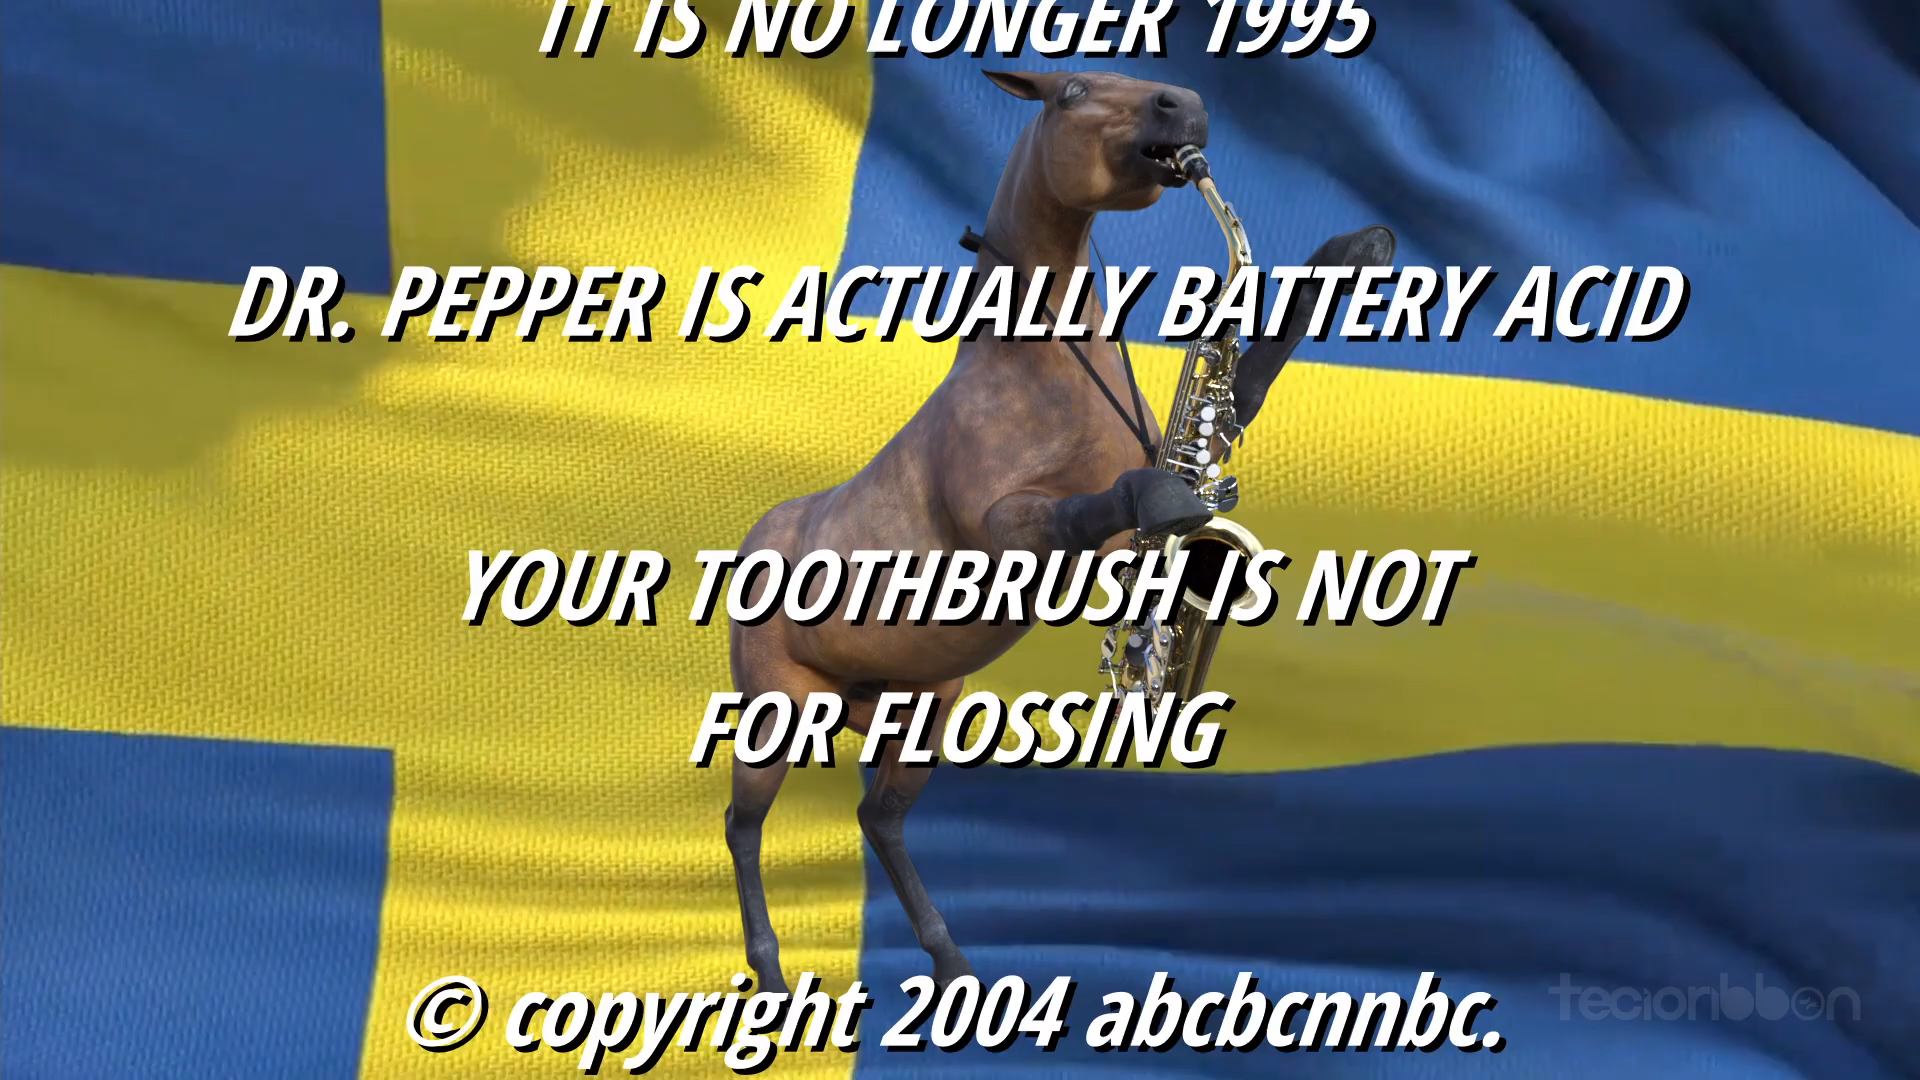 IT IS NO LONGER 1995
DR. PEPPER IS ACTUALLY BATTERY ACID
YOUR TOOTHBRUSH IS NOT
FOR FLOSSING
© copyright 2004 abcbcnnbc.